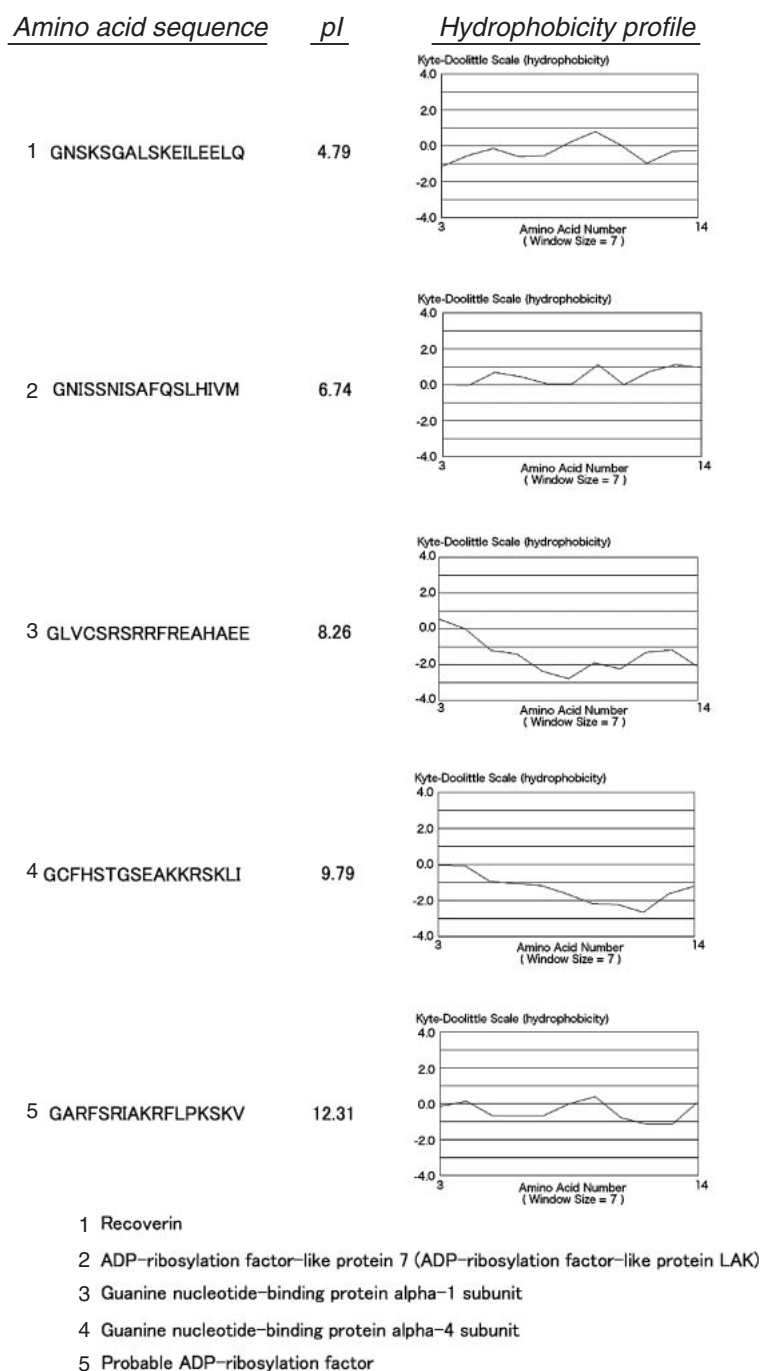 Amino acid sequence pI Hydrophobicity profile
Kyte-Doolittle Scale (hydrophobicity)
4.0
2.0
1 GNSKSGALSKEILEELQ 4.79 0.0
-2.0
-4.0
3 Amino Acid Number 14
( Window Size = 7 )
Kyte-Doolittle Scale (hydrophobicity)
4.0
2.0
2 GNISSNISAFQSLHIVM 6.74 0.0
-2.0
-4.0
3 Amino Acid Number 14
( Window Size = 7 )
Kyte-Doolittle Scale (hydrophobicity)
4.0
2.0
3 GLVCSRSRRFREAHAEE 8.26 0.0
-2.0
-4.0
3 Amino Acid Number 14
( Window Size = 7 )
Kyte-Doolittle Scale (hydrophobicity)
4.0
2.0
4 GCFHSTGSEAKKRSKLI 9.79 0.0
-2.0
-4.0
3 Amino Acid Number 14
( Window Size = 7 )
Kyte-Doolittle Scale (hydrophobicity)
4.0
2.0
5 GARFSRIAKRFLPKSKV 12.31 0.0
-2.0
-4.0
3 Amino Acid Number 14
( Window Size = 7 )
1 Recoverin
2 ADP-ribosylation factor-like protein 7 (ADP-ribosylation factor-like protein LAK)
3 Guanine nucleotide-binding protein alpha-1 subunit
4 Guanine nucleotide-binding protein alpha-4 subunit
5 Probable ADP-ribosylation factor